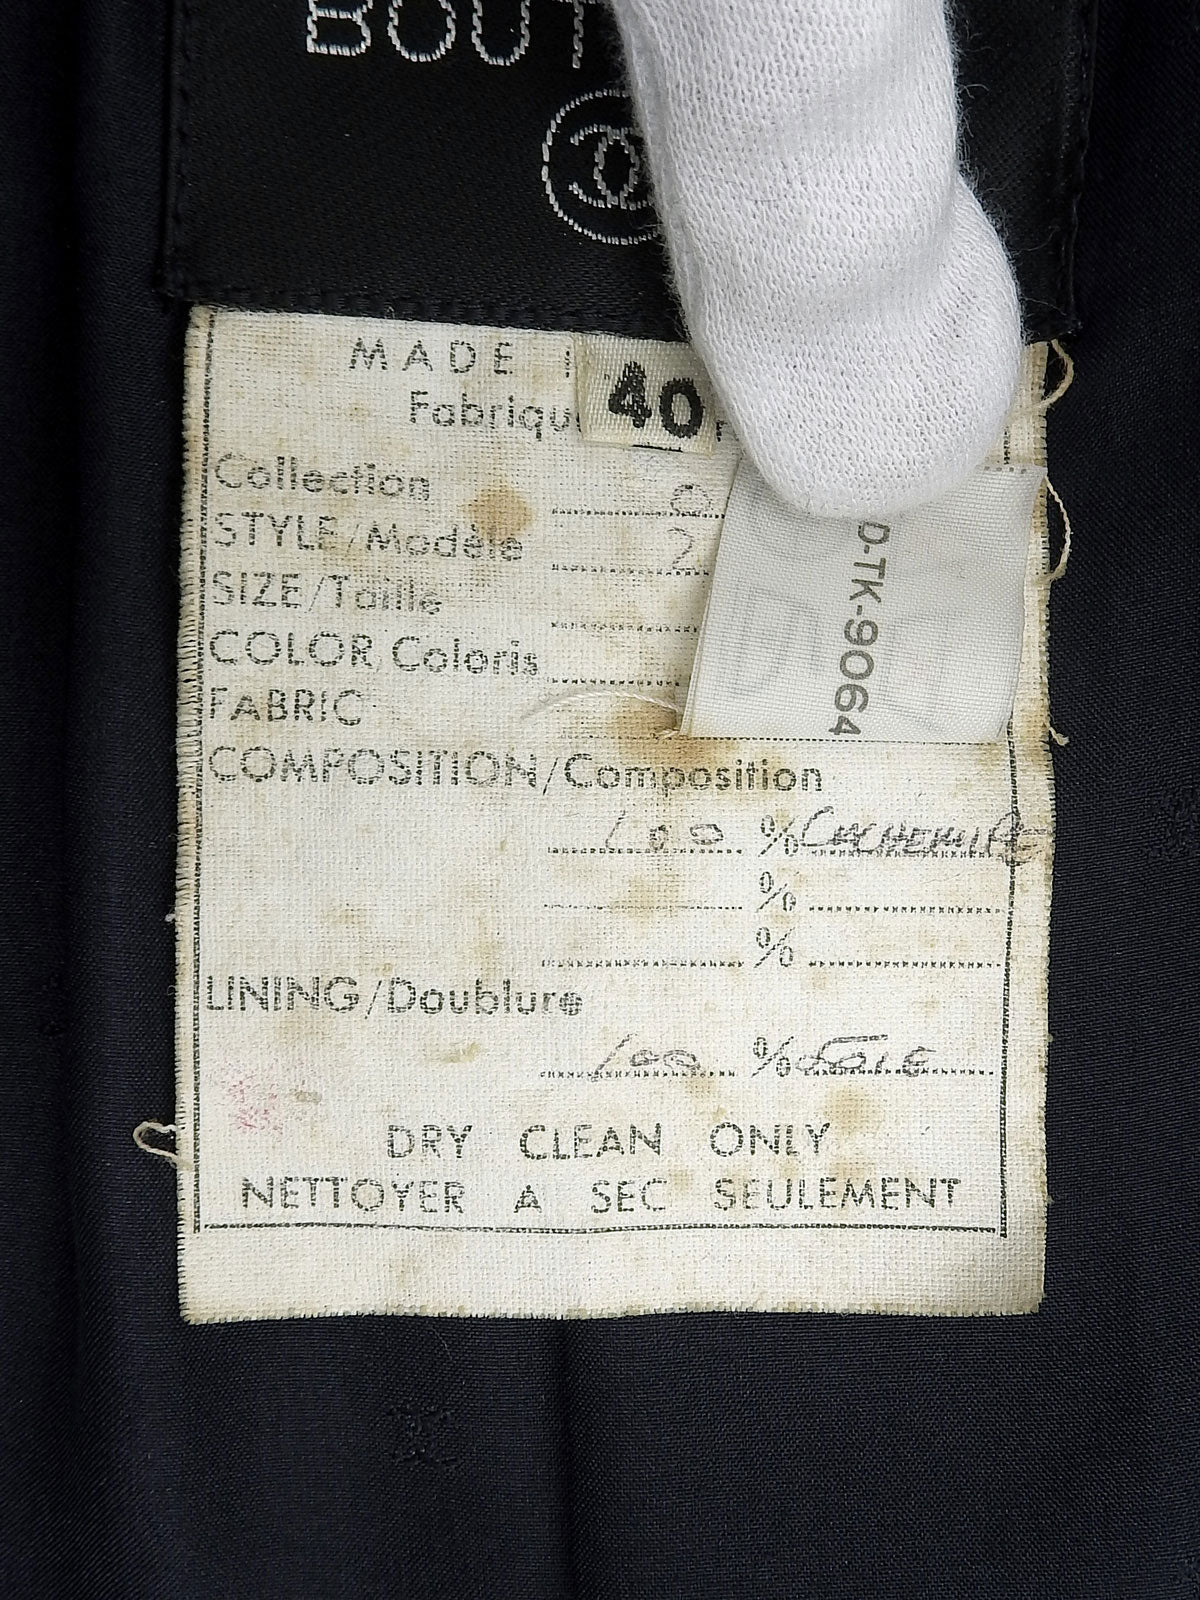 BOUT
MADE
Fabriqu
40
Collection
STYLE/Modèle 2
SIZE/Taille
COLOR/Coloris
FABRIC
D-TK-9064
COMPOSITION/Composition
100 % CACHEMIRE
%
%
LINING/Doublure
100 % SOIE
DRY CLEAN ONLY
NETTOYER A SEC SEULEMENT